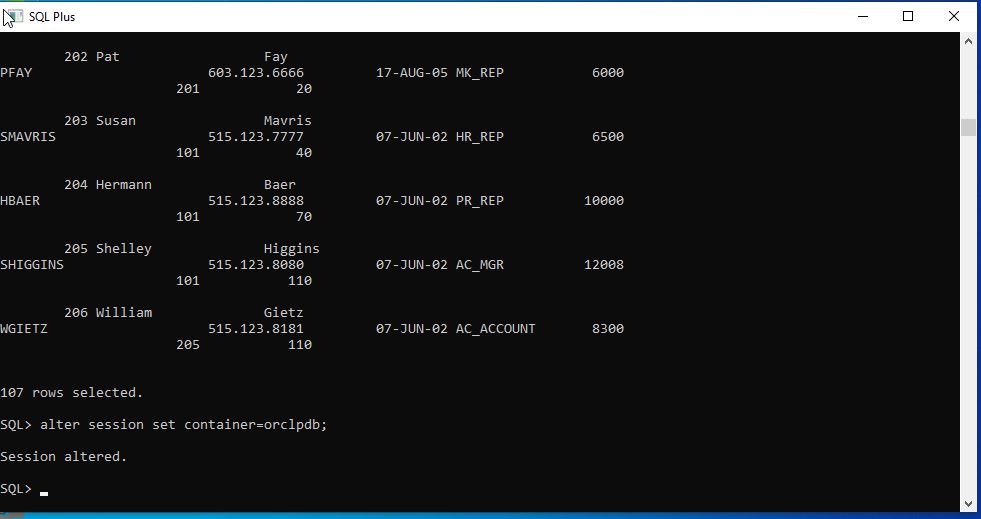 SQL Plus
202 Pat Fay
PFAY 603.123.6666 17-AUG-05 MK_REP 6000
201 20
203 Susan Mavris
SMAVRIS 515.123.7777 07-JUN-02 HR_REP 6500
101 40
204 Hermann Baer
HBAER 515.123.8888 07-JUN-02 PR_REP 10000
101 70
205 Shelley Higgins
SHIGGINS 515.123.8080 07-JUN-02 AC_MGR 12008
101 110
206 William Gietz
WGIETZ 515.123.8181 07-JUN-02 AC_ACCOUNT 8300
205 110
107 rows selected.
SQL> alter session set container=orclpdb;
Session altered.
SQL>